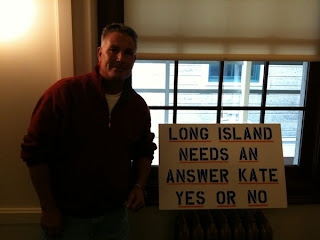 LONG ISLAND
NEEDS AN
ANSWER KATE
YES OR NO